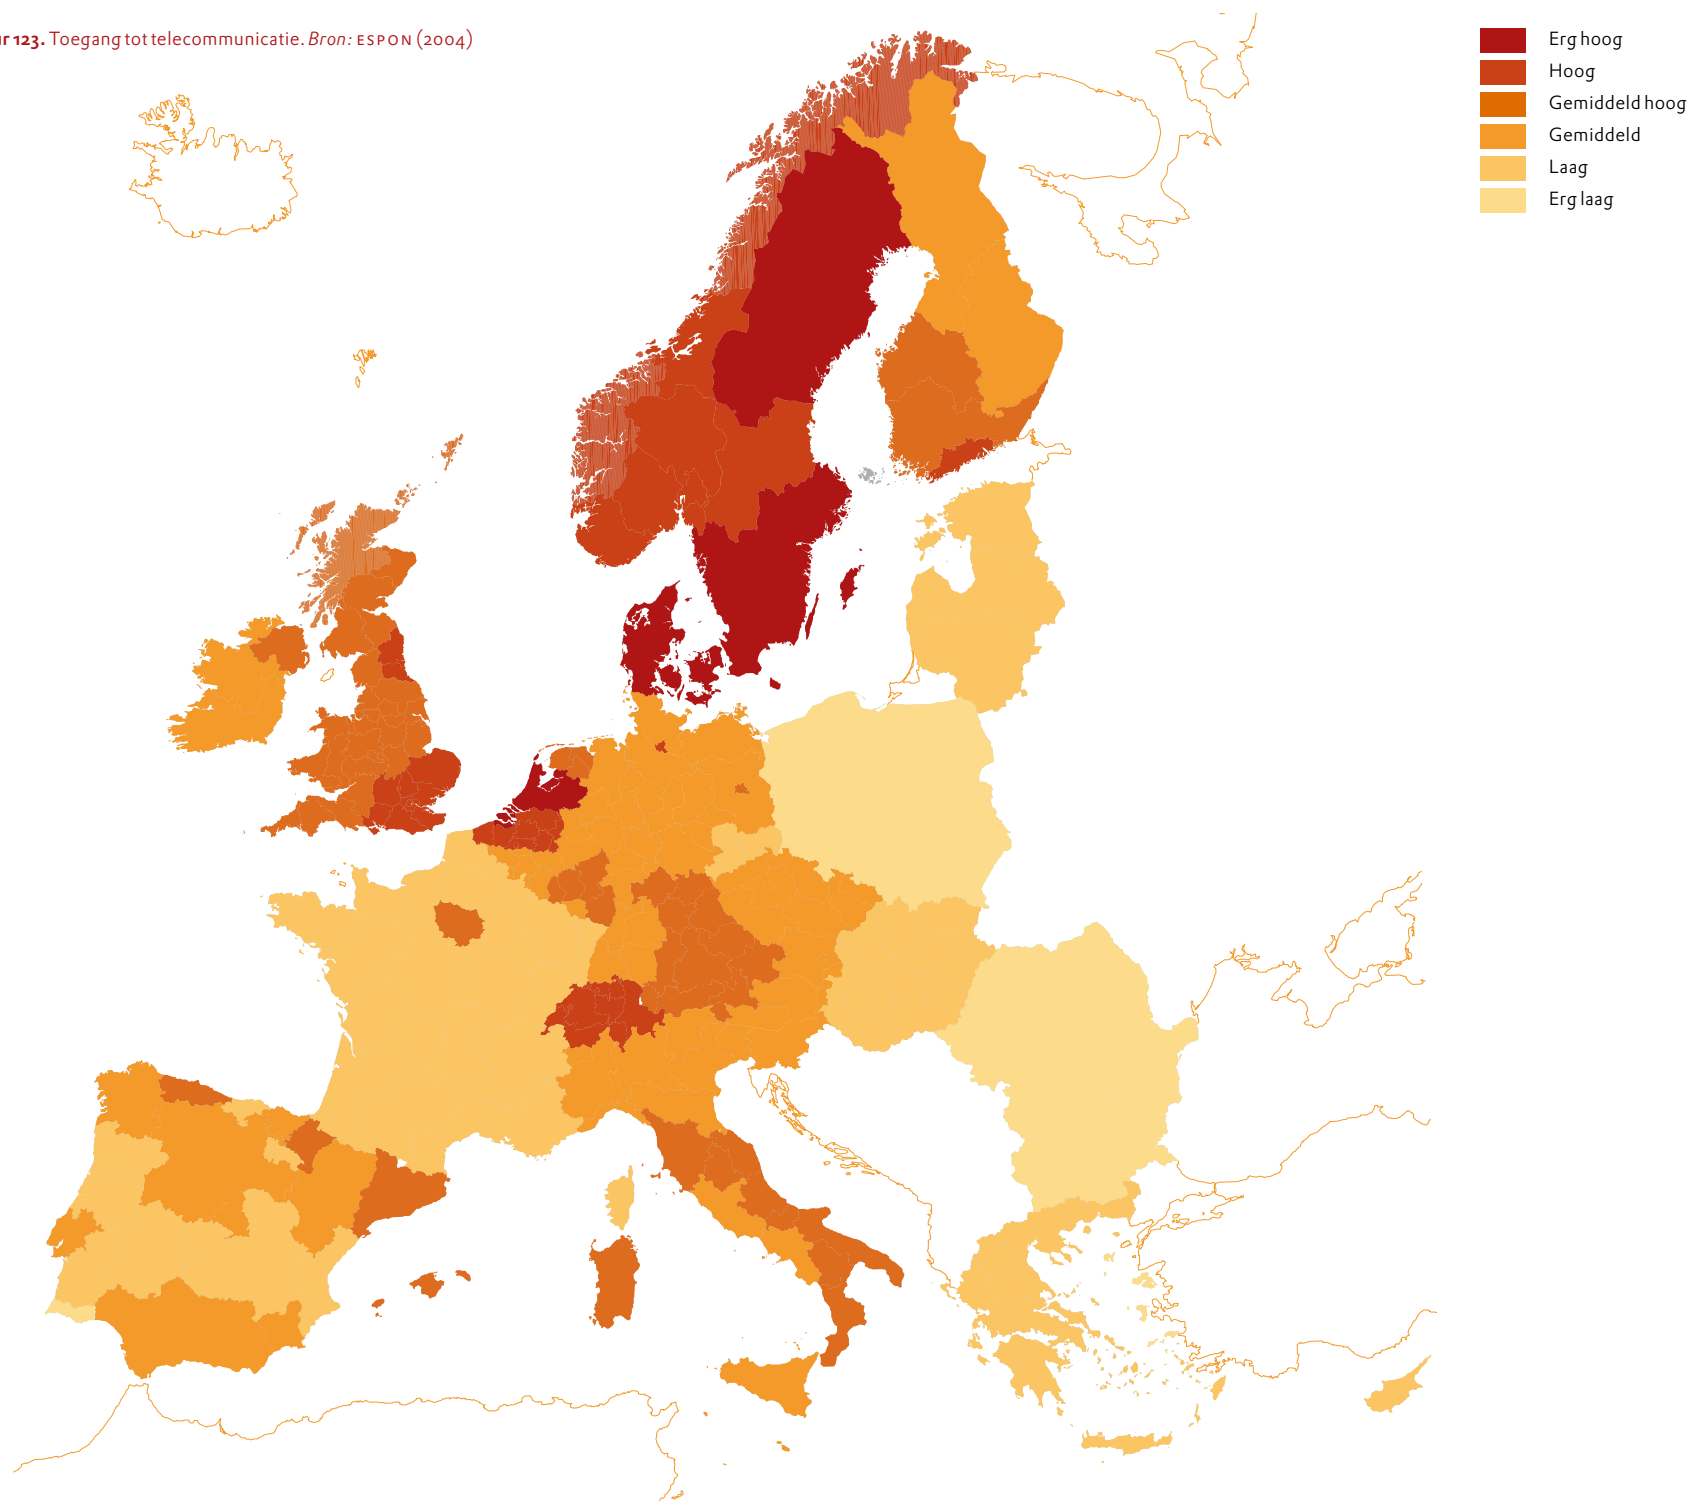 r 123. Toegang tot telecommunicatie. Bron: ESPON (2004)
Erg hoog
Hoog
Gemiddeld hoog
Gemiddeld
Laag
Erg laag